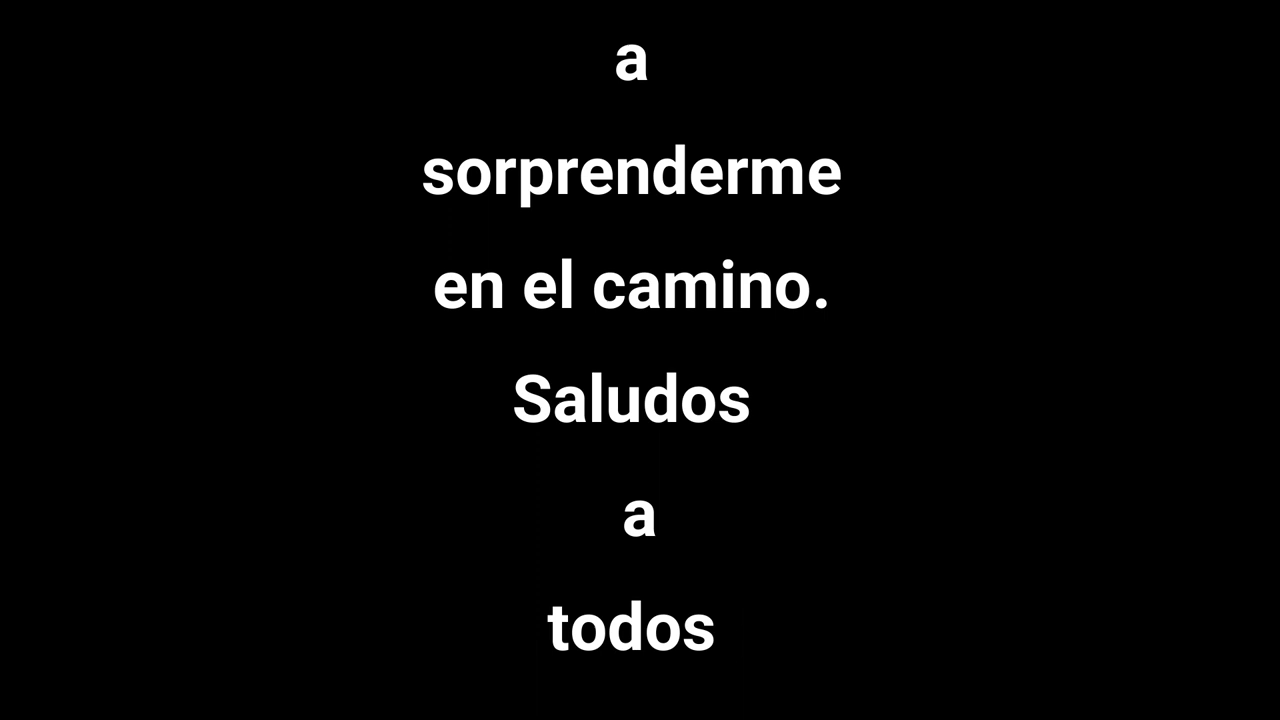 a
sorprenderme
en el camino.
Saludos
a
todos